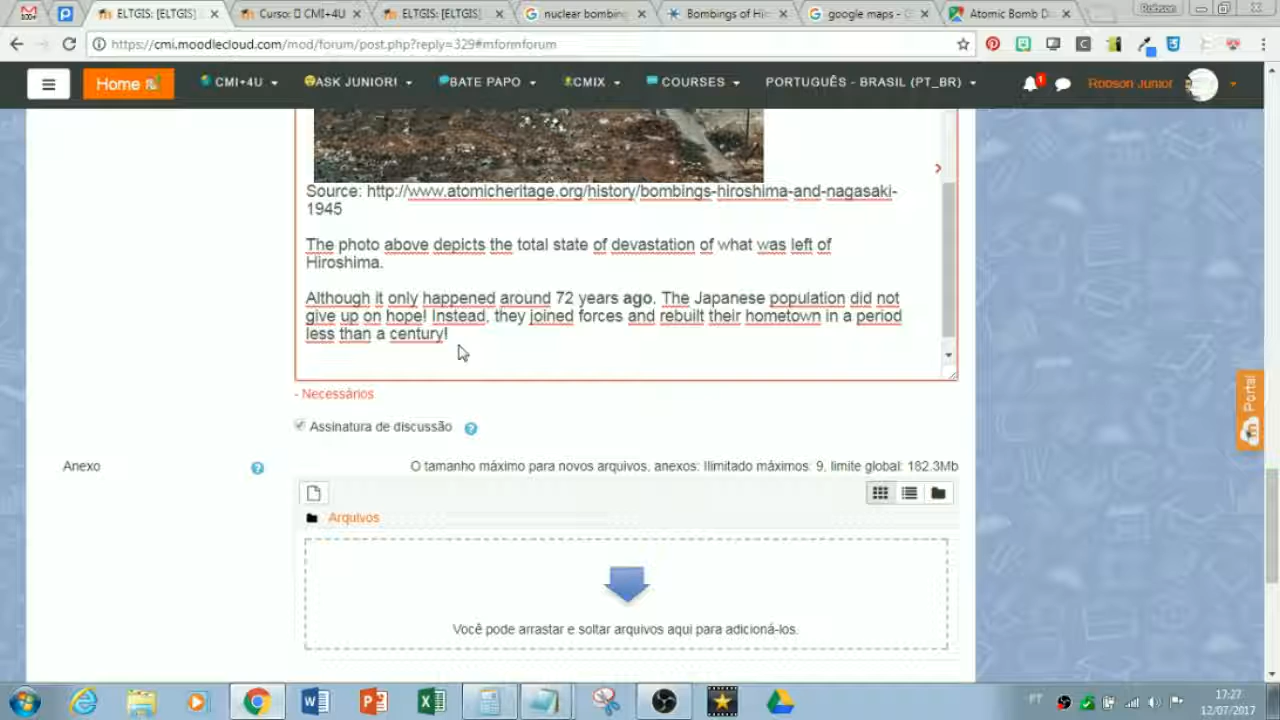 ELTGIS: [ELTGIS]
Curso: CMI+4U
ELTGIS: [ELTGIS]
nuclear bombing
Bombings of Hi
google maps -
Atomic Bomb D
Robson
https://cmi.moodlecloud.com/mod/forum/post.php?reply=329#mformforum
Home
CMI+4U
ASK JUNIOR!
BATE PAPO
CMIX
COURSES
PORTUGUÊS - BRASIL (PT_BR)
1
Robson Junior
Source: http://www.atomicheritage.org/history/bombings-hiroshima-and-nagasaki-
1945
The photo above depicts the total state of devastation of what was left of
Hiroshima.
Although it only happened around 72 years ago. The Japanese population did not
give up on hope! Instead, they joined forces and rebuilt their hometown in a period
less than a century!
- Necessários
Assinatura de discussão
Portal
Anexo
O tamanho máximo para novos arquivos, anexos: Ilimitado máximos: 9, limite global: 182.3Mb
Arquivos
Você pode arrastar e soltar arquivos aqui para adicioná-los.
PT
17:27
12/07/2017